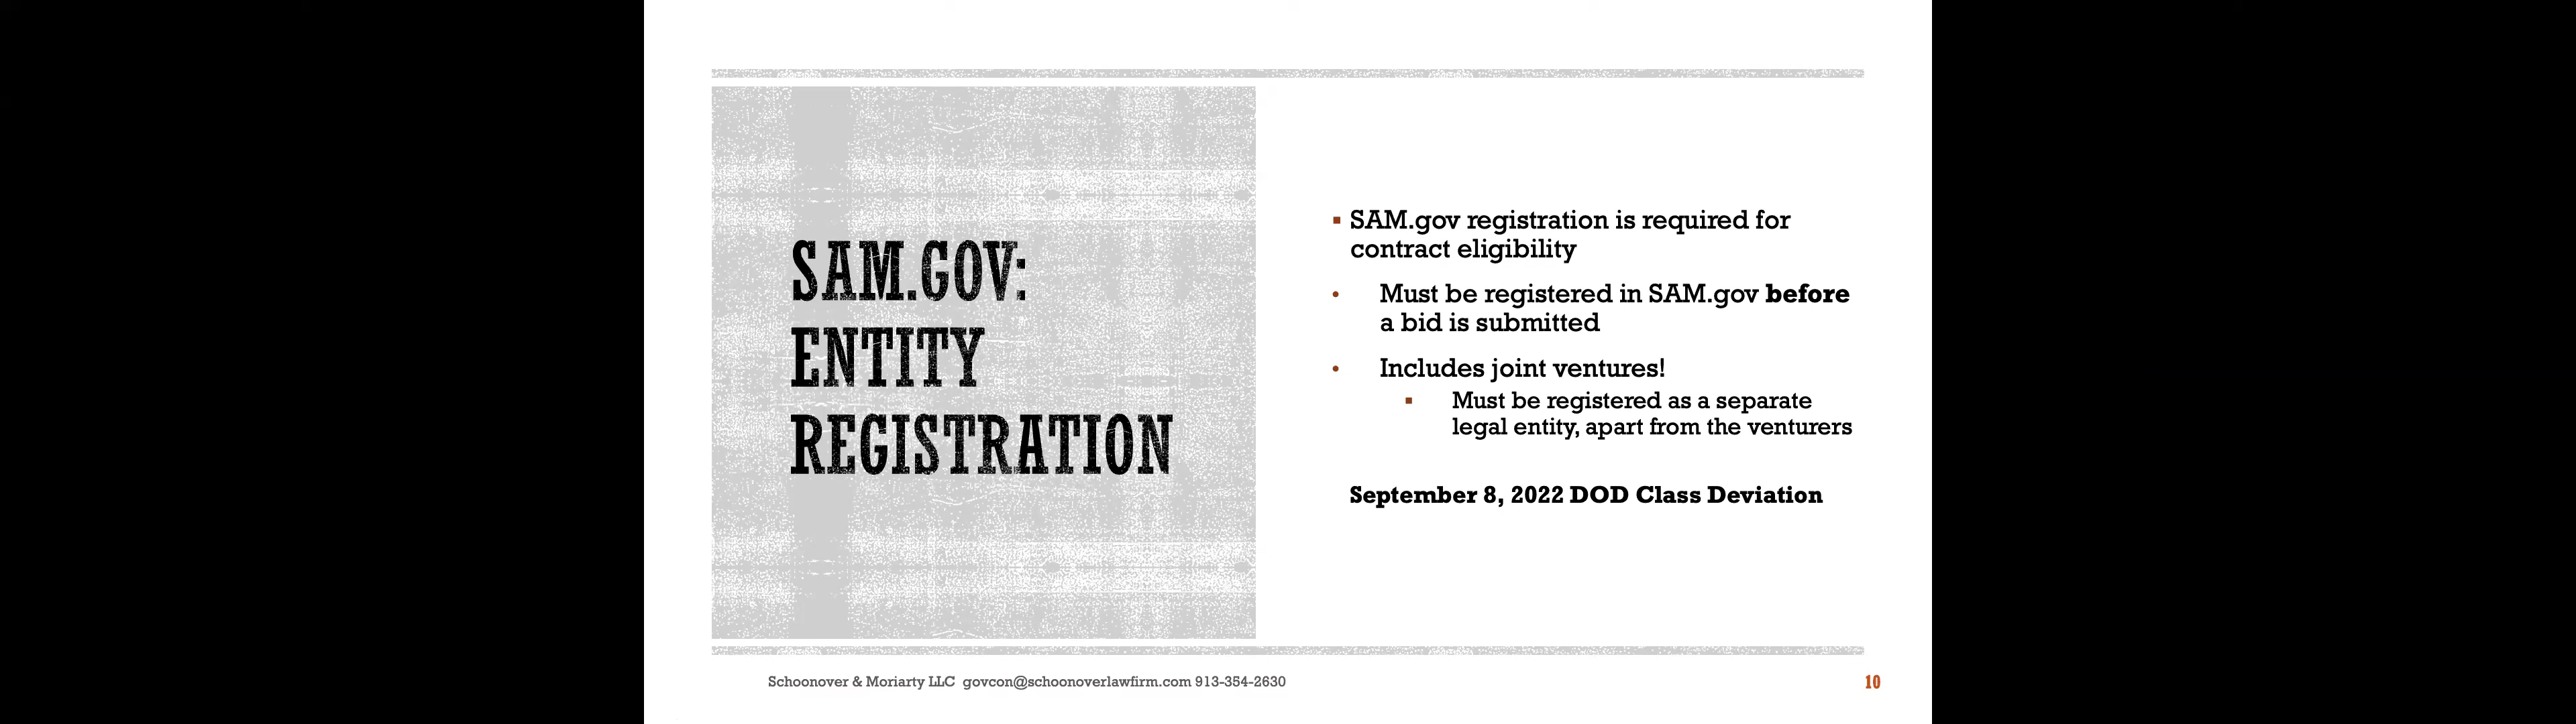 SAM.GOV:
ENTITY
REGISTRATION
▪ SAM.gov registration is required for
contract eligibility
• Must be registered in SAM.gov before
a bid is submitted
• Includes joint ventures!
▪ Must be registered as a separate
legal entity, apart from the venturers
September 8, 2022 DOD Class Deviation
Schoonover & Moriarty LLC govcon@schoonoverlawfirm.com 913-354-2630
10